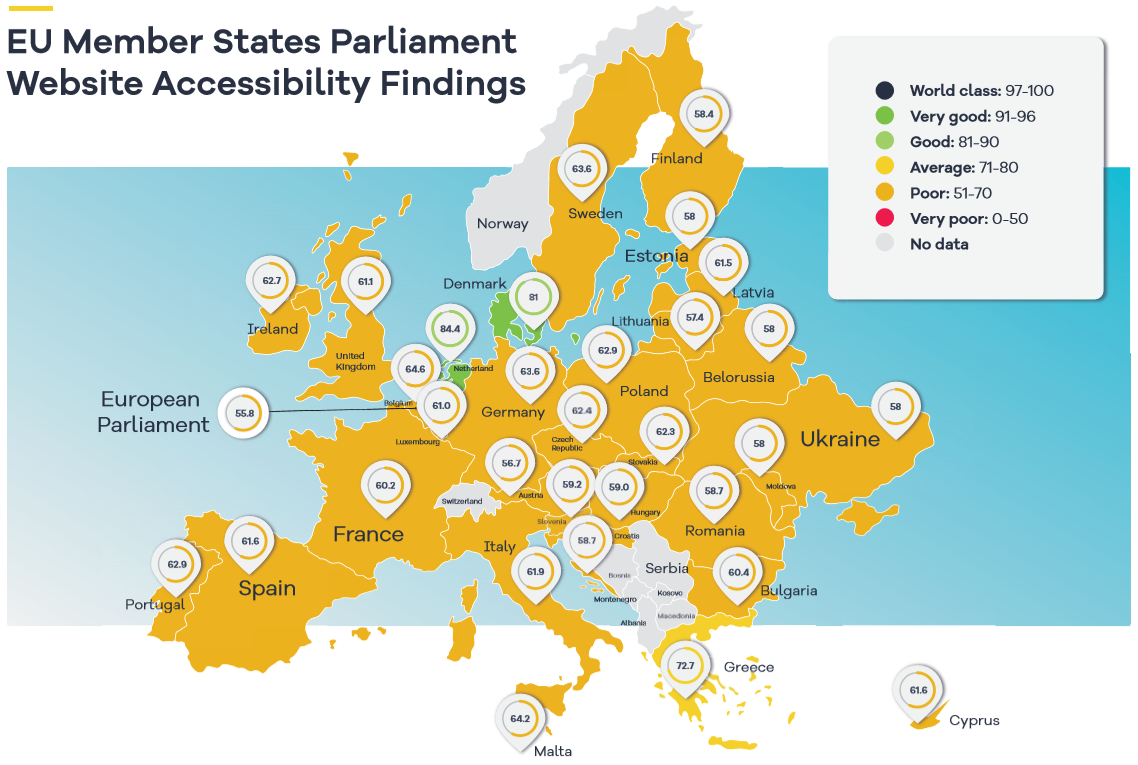 EU Member States Parliament
Website Accessibility Findings
World class: 97-100
Very good: 91-96
Good: 81-90
Average: 71-80
Poor: 51-70
Very poor: 0-50
No data
58.4
Finland
63.6
Sweden
Norway
58
Estonia
61.5
Latvia
62.7
Ireland
61.1
United
Kingdom
Denmark
81
84.4
Netherland
Lithuania
57.4
58
Belorussia
64.6
Belgium
62.9
Poland
63.6
Germany
European
Parliament
55.8
61.0
Luxembourg
62.4
Czech
Republic
62.3
Slovakia
58
Ukraine
58
Moldova
56.7
Austria
59.2
Slovenia
59.0
Hungary
58.7
Romania
60.2
France
Switzerland
61.6
Spain
62.9
Portugal
Italy
61.9
58.7
Croatia
Bosnia
Serbia
Montenegro
Kosovo
Macedonia
Albania
60.4
Bulgaria
72.7
Greece
64.2
Malta
61.6
Cyprus